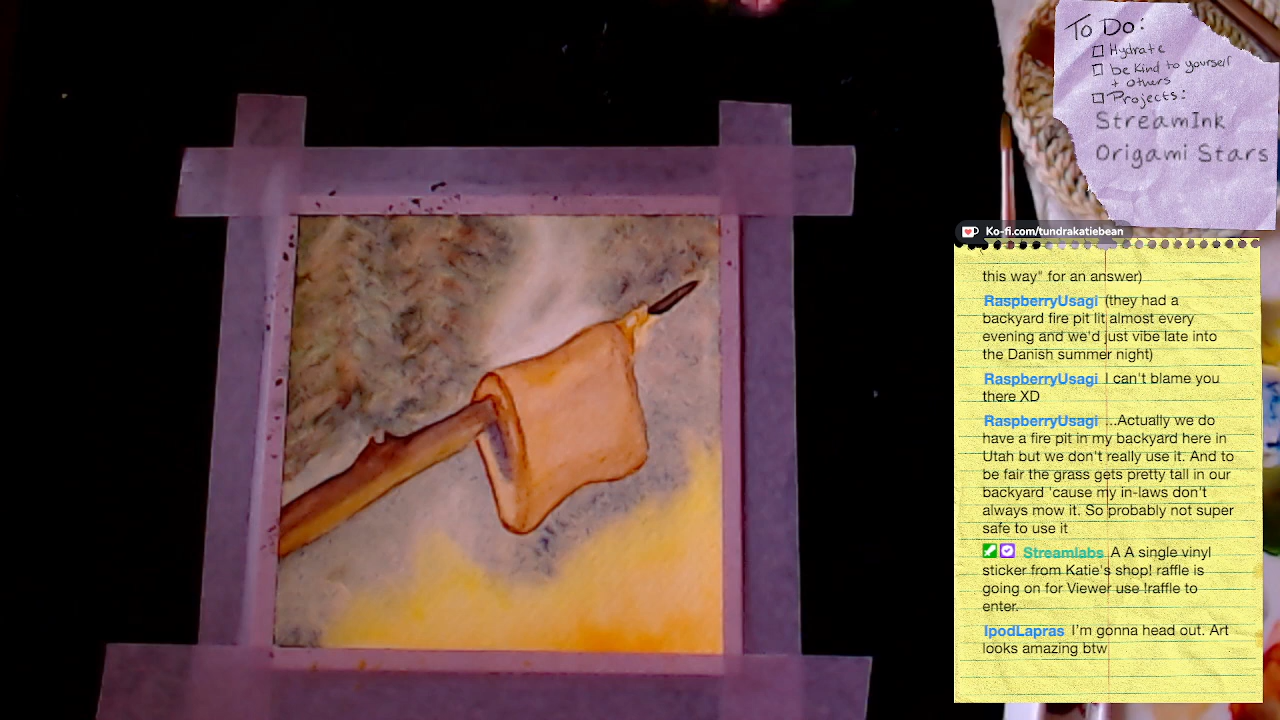 To Do:
Hydrate
be kind to yourself
+ others
Projects:
StreamInk
Origami Stars
Ko-fi.com/tundrakatiebean
this way" for an answer)
RaspberryUsagi (they had a
backyard fire pit lit almost every
evening and we'd just vibe late into
the Danish summer night)
RaspberryUsagi I can't blame you
there XD
RaspberryUsagi ...Actually we do
have a fire pit in my backyard here in
Utah but we don't really use it. And to
be fair the grass gets pretty tall in our
backyard 'cause my in-laws don't
always mow it. So probably not super
safe to use it
Streamlabs A A single vinyl
sticker from Katie's shop! raffle is
going on for Viewer use !raffle to
enter.
IpodLapras I'm gonna head out. Art
looks amazing btw